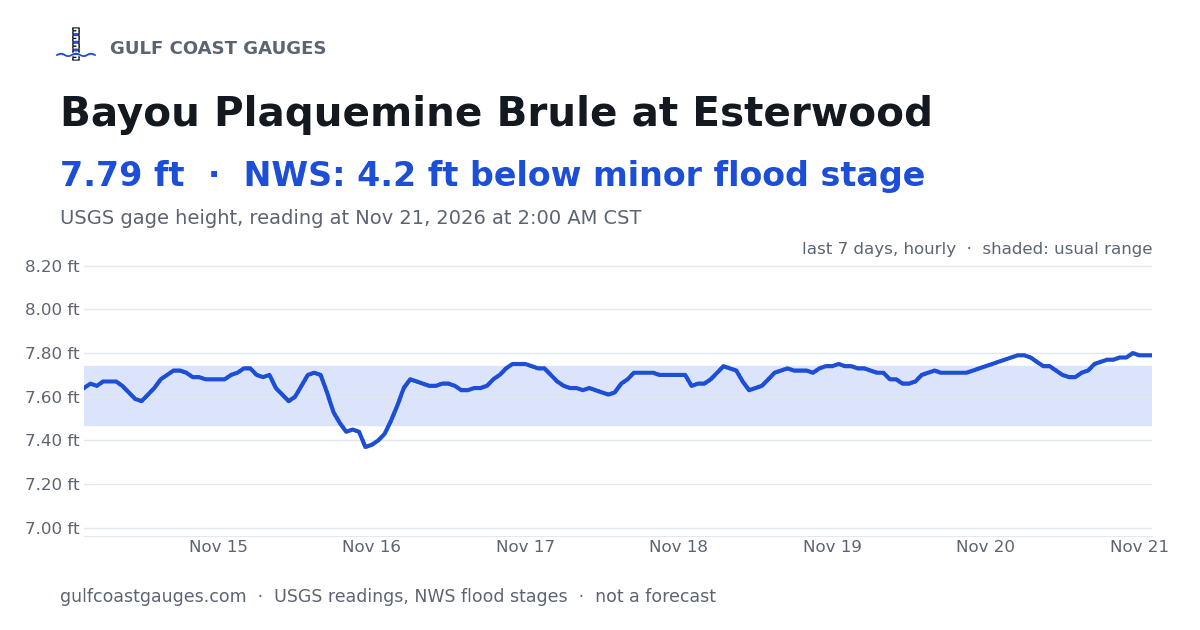 GULF COAST GAUGES
Bayou Plaquemine Brule at Esterwood
7.79 ft · NWS: 4.2 ft below minor flood stage
USGS gage height, reading at Nov 21, 2026 at 2:00 AM CST
last 7 days, hourly · shaded: usual range
8.20 ft
8.00 ft
7.80 ft
7.60 ft
7.40 ft
7.20 ft
7.00 ft
Nov 15 Nov 16 Nov 17 Nov 18 Nov 19 Nov 20 Nov 21
gulfcoastgauges.com · USGS readings, NWS flood stages · not a forecast